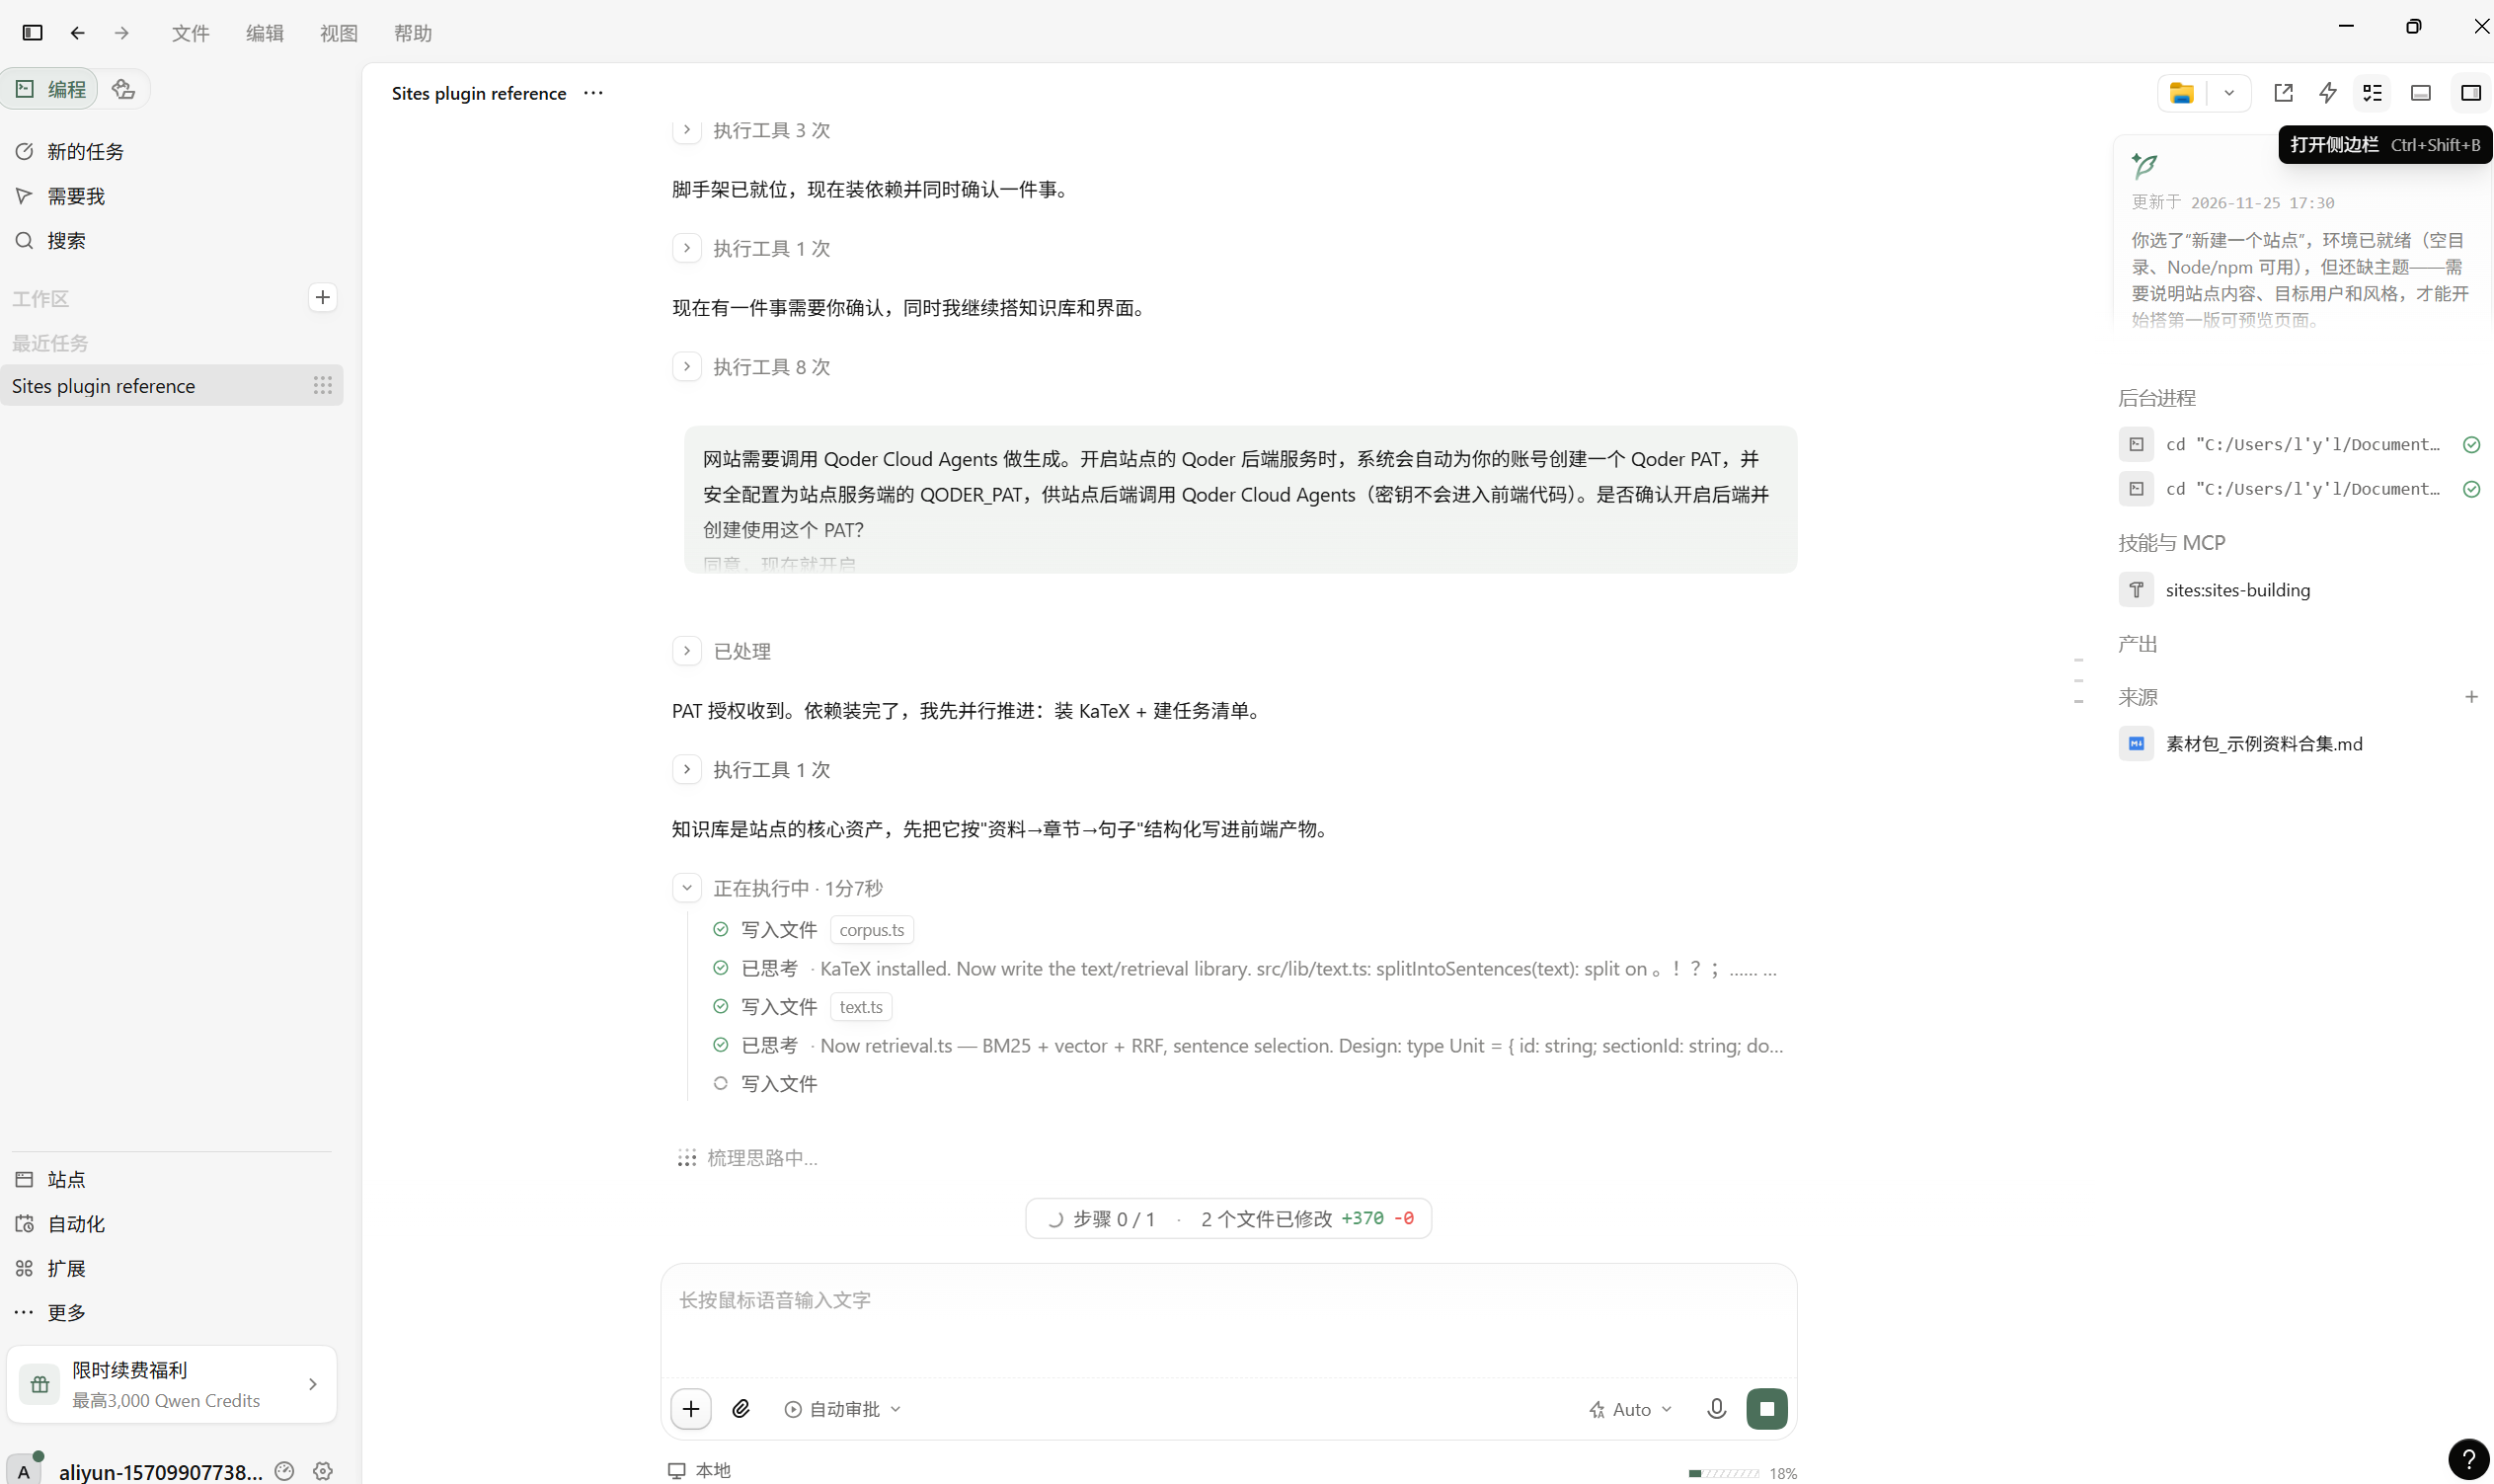 文件 编辑 视图 帮助
编程
新的任务
需要我
搜索
工作区
最近任务
Sites plugin reference
站点
自动化
扩展
••• 更多
限时续费福利
最高3,000 Qwen Credits
A aliyun-15709907738...
Sites plugin reference ···
执行工具 3 次
脚手架已就位，现在装依赖并同时确认一件事。
执行工具 1 次
现在有一件事需要你确认，同时我继续搭知识库和界面。
执行工具 8 次
网站需要调用 Qoder Cloud Agents 做生成。开启站点的 Qoder 后端服务时，系统会自动为你的账号创建一个 Qoder PAT，并
安全配置为站点服务端的 QODER_PAT，供站点后端调用 Qoder Cloud Agents（密钥不会进入前端代码）。是否确认开启后端并
创建使用这个 PAT？
同意，现在就开启
已处理
PAT 授权收到。依赖装完了，我先并行推进：装 KaTeX + 建任务清单。
执行工具 1 次
知识库是站点的核心资产，先把它按"资料→章节→句子"结构化写进前端产物。
正在执行中 · 1分7秒
写入文件 corpus.ts
已思考 · KaTeX installed. Now write the text/retrieval library. src/lib/text.ts: splitIntoSentences(text): split on 。！？；…… ...
写入文件 text.ts
已思考 · Now retrieval.ts — BM25 + vector + RRF, sentence selection. Design: type Unit = { id: string; sectionId: string; do...
写入文件
梳理思路中...
步骤 0 / 1 · 2 个文件已修改 +370 -0
长按鼠标语音输入文字
自动审批
Auto
本地
18%
打开侧边栏 Ctrl+Shift+B
更新于 2026-11-25 17:30
你选了“新建一个站点”，环境已就绪（空目
录、Node/npm 可用），但还缺主题——需
要说明站点内容、目标用户和风格，才能开
始搭第一版可预览页面。
后台进程
cd "C:/Users/l'y'l/Document...
cd "C:/Users/l'y'l/Document...
技能与 MCP
sites:sites-building
产出
来源
素材包_示例资料合集.md
?